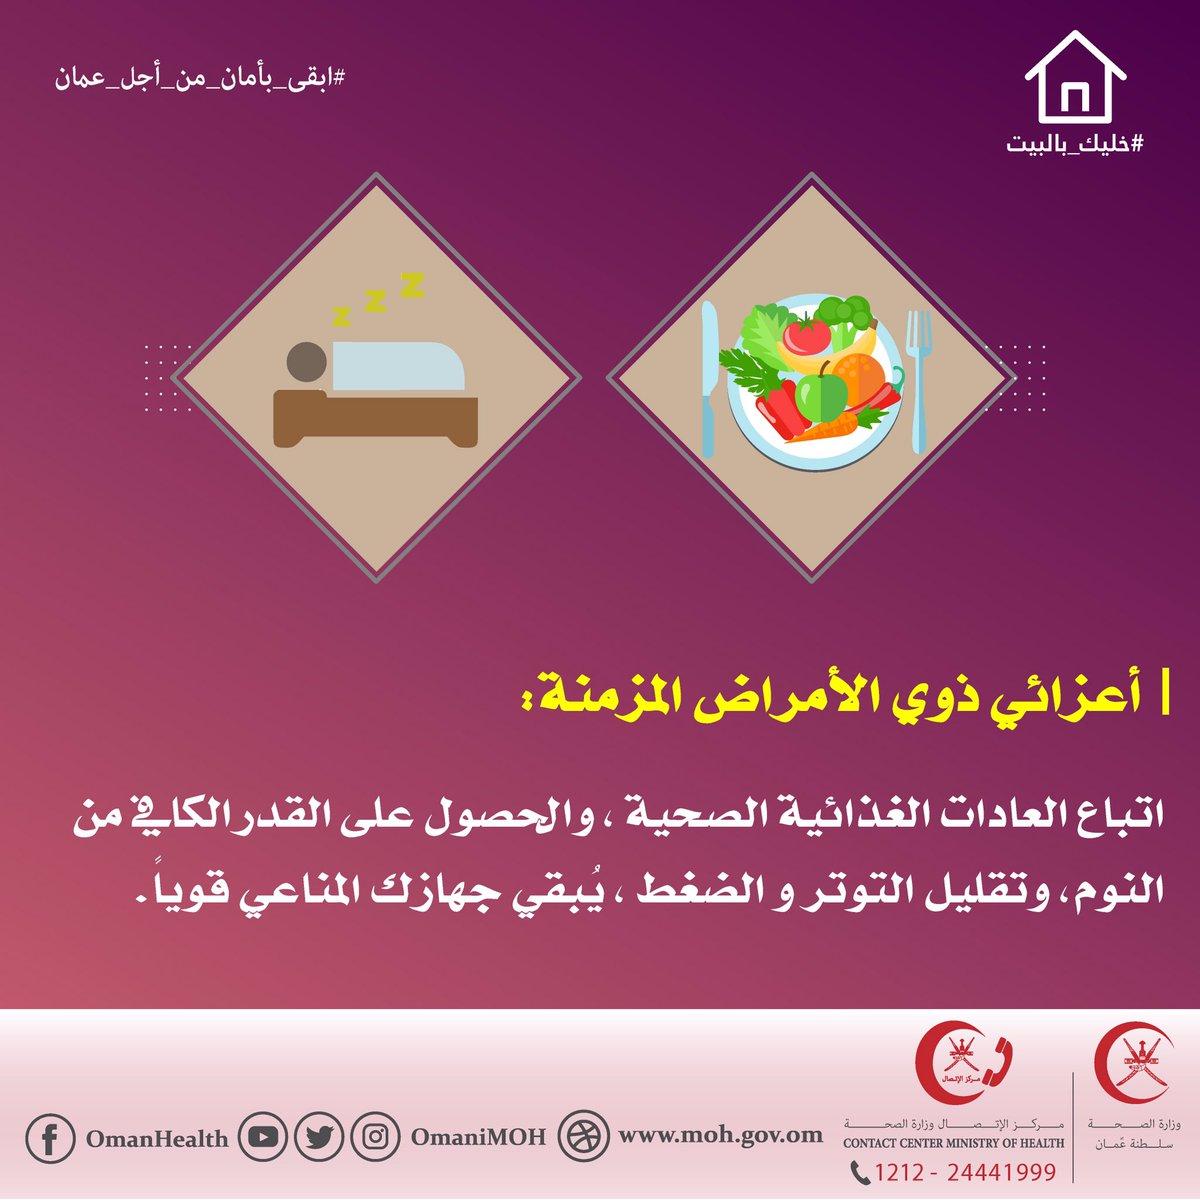 #ابقى_بأمان_من_أجل_عمان
#خليك_بالبيت
z z z
أعزائي ذوي الأمراض المزمنة:
اتباع العادات الغذائية الصحية ، والحصول على القدر الكافي من
النوم، وتقليل التوتر و الضغط ، يُبقي جهازك المناعي قوياً.
مركز الإتصال
وزارة الصحة
سلطنة عُمان
مركز الإتصال وزارة الصحة
CONTACT CENTER MINISTRY OF HEALTH
1212 - 24441999
OmanHealth
OmaniMOH
www.moh.gov.om